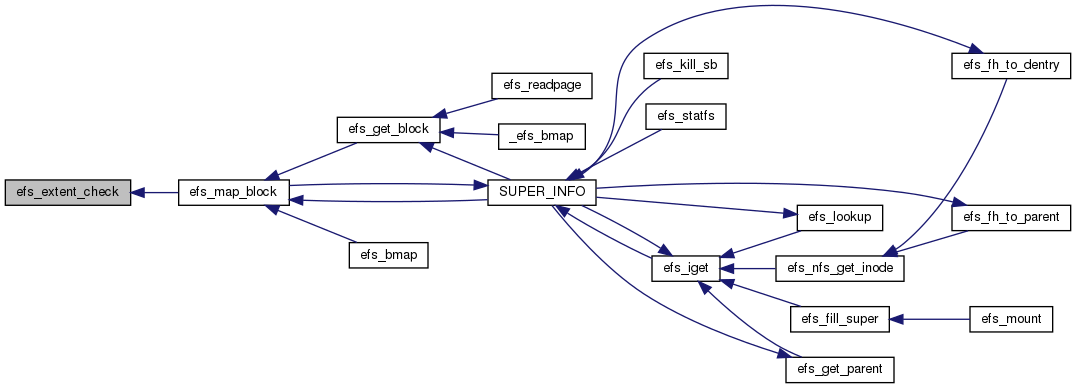 efs_extent_check
efs_map_block
efs_get_block
efs_bmap
efs_readpage
_efs_bmap
SUPER_INFO
efs_kill_sb
efs_statfs
efs_iget
efs_lookup
efs_nfs_get_inode
efs_fill_super
efs_get_parent
efs_fh_to_dentry
efs_fh_to_parent
efs_mount